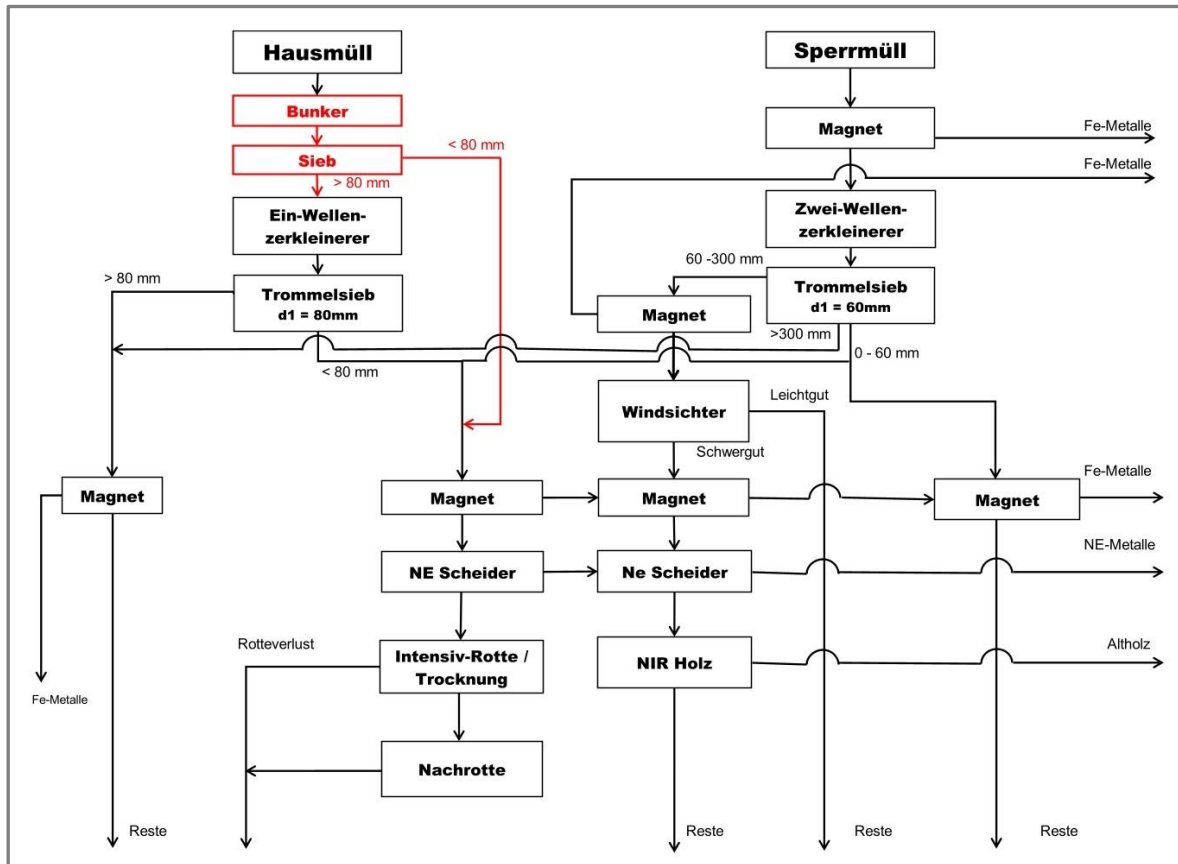 Hausmüll
Sperrmüll
Bunker
Magnet
Fe-Metalle
< 80 mm
Sieb
Fe-Metalle
> 80 mm
Ein-Wellen-
zerkleinerer
Zwei-Wellen-
zerkleinerer
60 -300 mm
> 80 mm
Trommelsieb
d1 = 80mm
Trommelsieb
d1 = 60mm
Magnet
>300 mm
0 - 60 mm
< 80 mm
Leichtgut
Windsichter
Schwergut
Fe-Metalle
Magnet
Magnet
Magnet
Magnet
NE-Metalle
NE Scheider
Ne Scheider
Rotteverlust
Altholz
Intensiv-Rotte /
Trocknung
NIR Holz
Fe-Metalle
Nachrotte
Reste
Reste
Reste
Reste